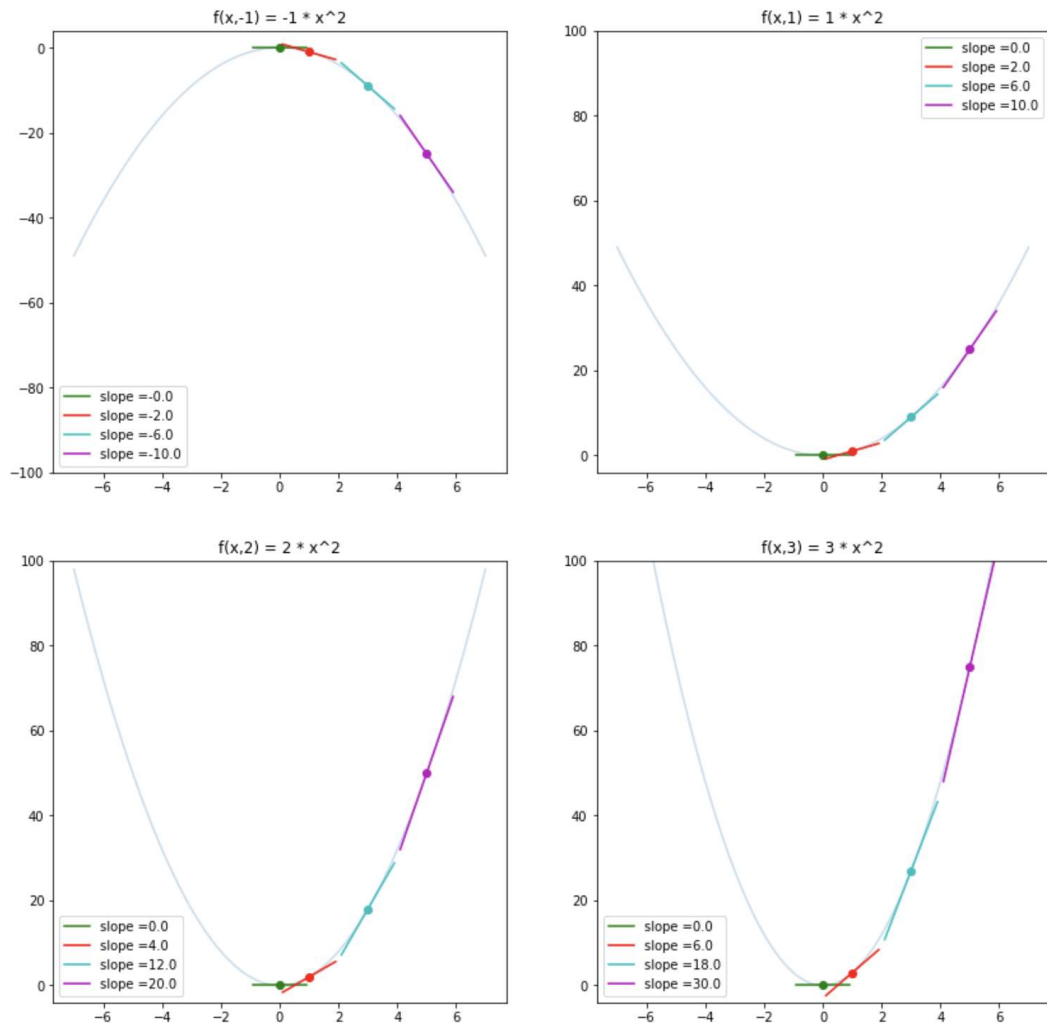 f(x,-1) = -1 * x^2
0
−20
−40
−60
−80
−100
slope =-0.0
slope =-2.0
slope =-6.0
slope =-10.0
−6 −4 −2 0 2 4 6
f(x,1) = 1 * x^2
100
80
60
40
20
0
slope =0.0
slope =2.0
slope =6.0
slope =10.0
−6 −4 −2 0 2 4 6
f(x,2) = 2 * x^2
100
80
60
40
20
0
slope =0.0
slope =4.0
slope =12.0
slope =20.0
−6 −4 −2 0 2 4 6
f(x,3) = 3 * x^2
100
80
60
40
20
0
slope =0.0
slope =6.0
slope =18.0
slope =30.0
−6 −4 −2 0 2 4 6